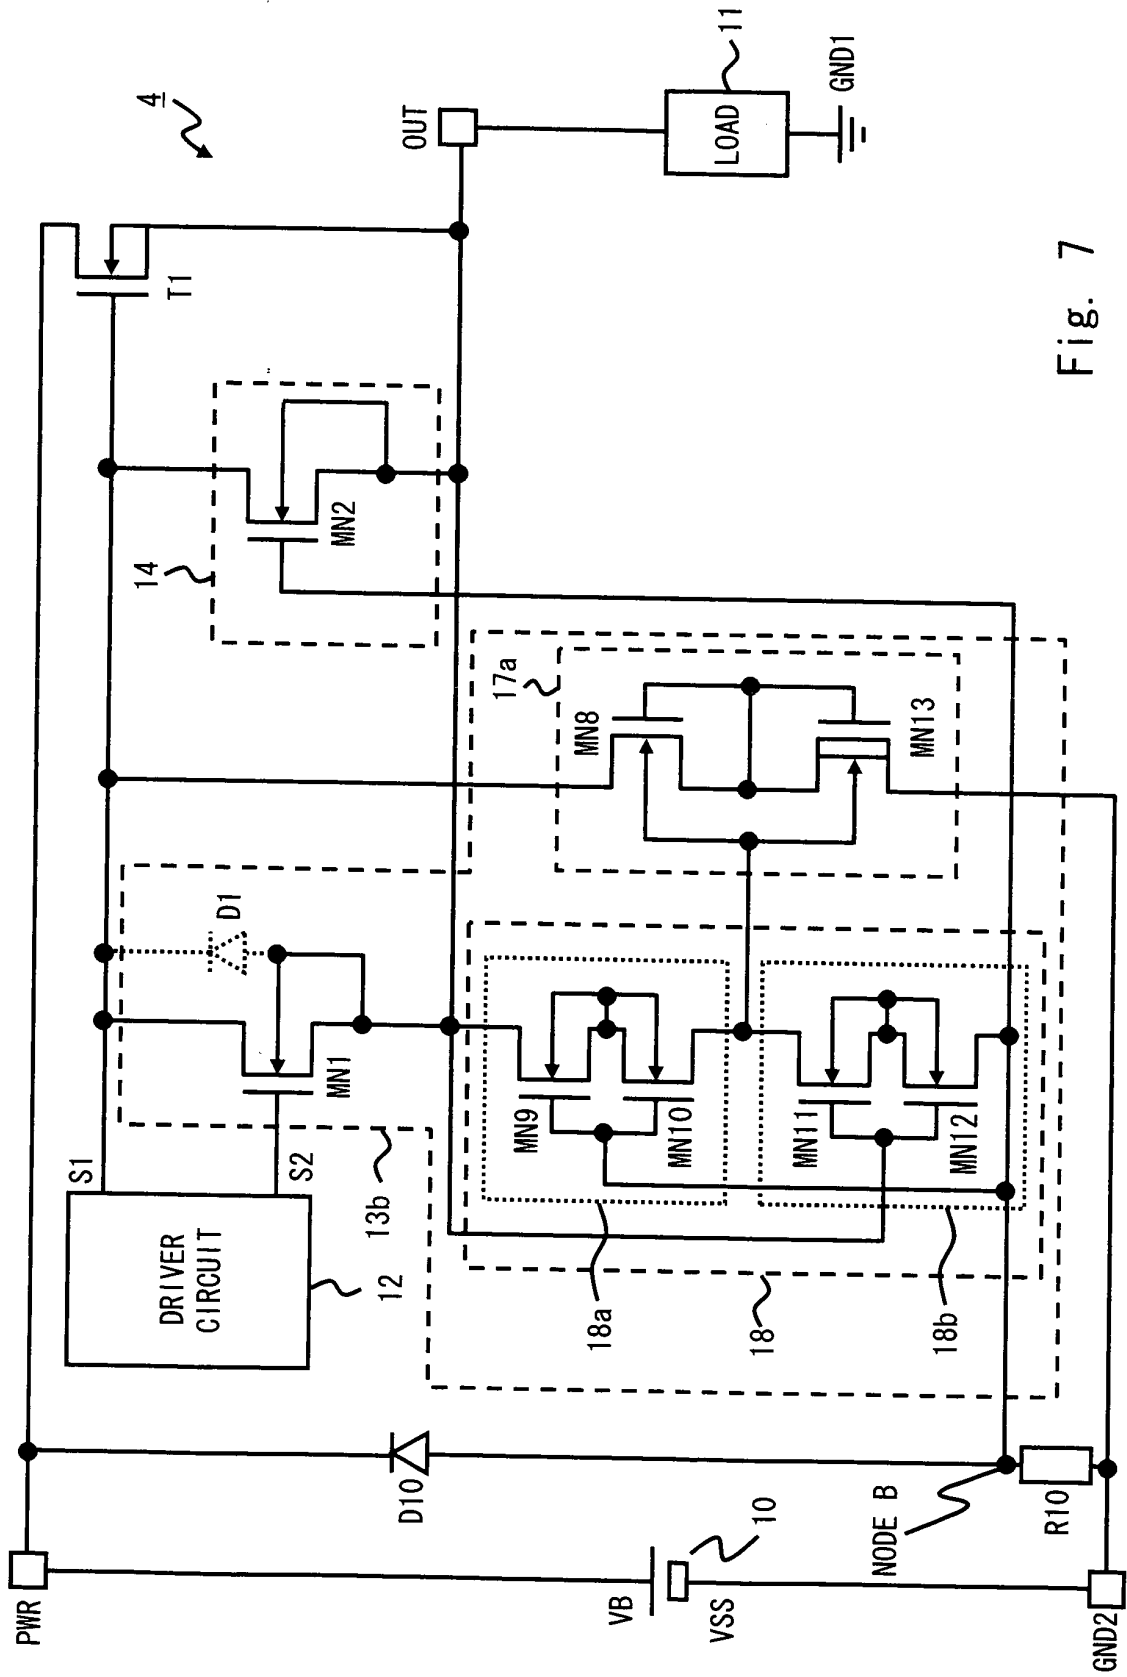 4
PWR
OUT
T1
LOAD
11
GND1
14
MN2
S1
S2
DRIVER
CIRCUIT
12
D1
MN1
13b
17a
MN8
MN13
MN9
MN10
MN11
MN12
18a
18
18b
D10
VB
VSS
10
NODE B
R10
GND2
Fig. 7